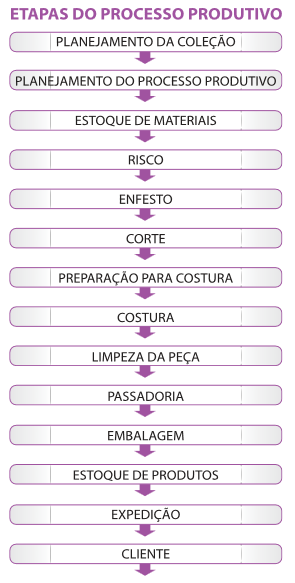 ETAPAS DO PROCESSO PRODUTIVO
PLANEJAMENTO DA COLEÇÃO
PLANEJAMENTO DO PROCESSO PRODUTIVO
ESTOQUE DE MATERIAIS
RISCO
ENFESTO
CORTE
PREPARAÇÃO PARA COSTURA
COSTURA
LIMPEZA DA PEÇA
PASSADORIA
EMBALAGEM
ESTOQUE DE PRODUTOS
EXPEDIÇÃO
CLIENTE